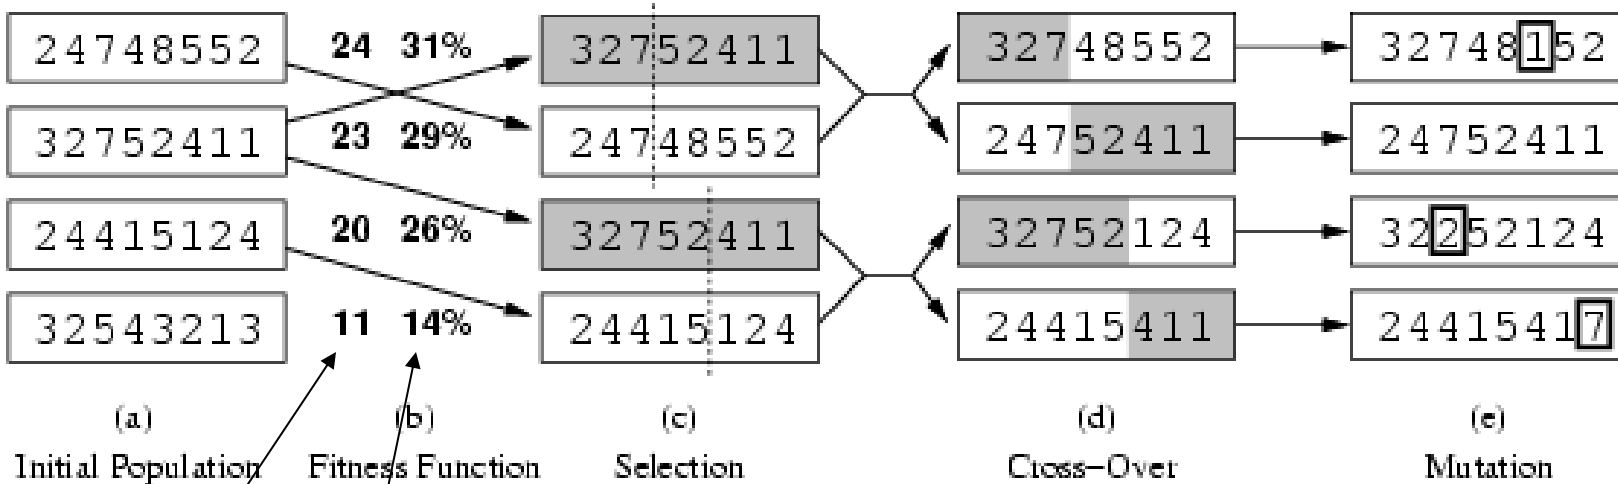 24748552 24 31% 32752411 32748552 32748152
32752411 23 29% 24748552 24752411 24752411
24415124 20 26% 32752411 32752124 32252124
32543213 11 14% 24415124 24415411 24415417
(a) (b) (c) (d) (e)
Initial Population Fitness Function Selection Cross-Over Mutation